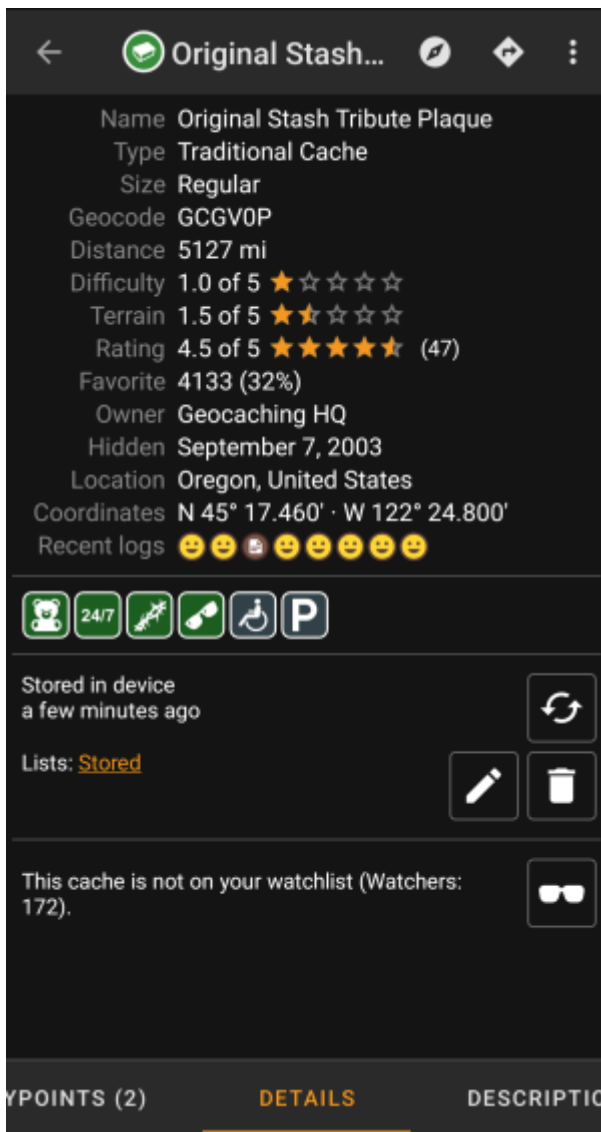 Original Stash...
Name Original Stash Tribute Plaque
Type Traditional Cache
Size Regular
Geocode GCGV0P
Distance 5127 mi
Difficulty 1.0 of 5
Terrain 1.5 of 5
Rating 4.5 of 5 (47)
Favorite 4133 (32%)
Owner Geocaching HQ
Hidden September 7, 2003
Location Oregon, United States
Coordinates N 45° 17.460' · W 122° 24.800'
Recent logs
24/7 P
Stored in device
a few minutes ago
Lists: Stored
This cache is not on your watchlist (Watchers:
172).
YPOINTS (2) DETAILS DESCRIPTIO